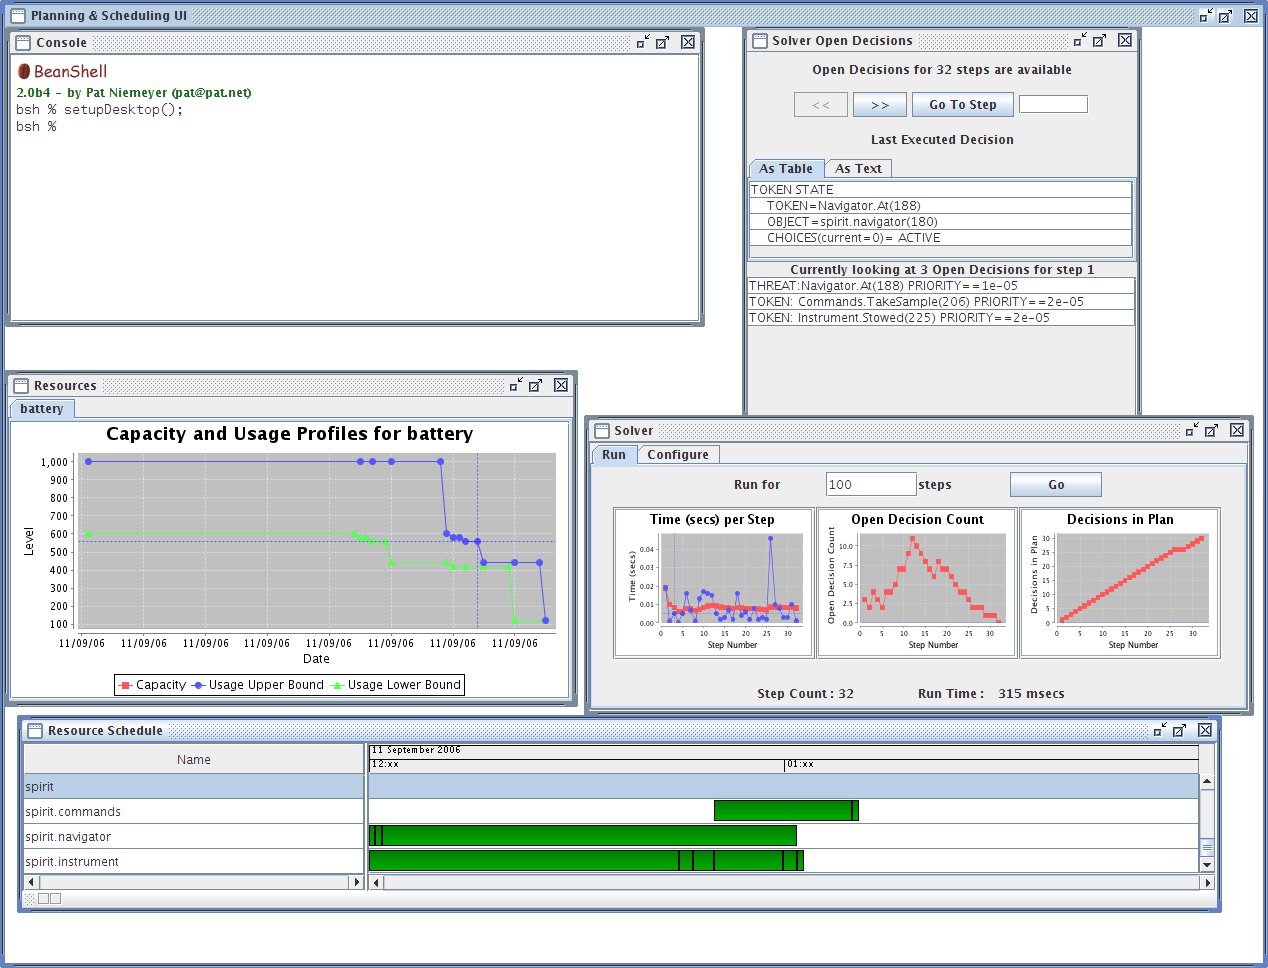 Planning & Scheduling UI
Console
BeanShell
2.0b4 - by Pat Niemeyer (pat@pat.net)
bsh % setupDesktop();
bsh %
Solver Open Decisions
Open Decisions for 32 steps are available
<< >> Go To Step
Last Executed Decision
As Table As Text
TOKEN STATE
TOKEN=Navigator.At(188)
OBJECT=spirit.navigator(180)
CHOICES(current=0)= ACTIVE
Currently looking at 3 Open Decisions for step 1
THREAT:Navigator.At(188) PRIORITY==1e-05
TOKEN: Commands.TakeSample(206) PRIORITY==2e-05
TOKEN: Instrument.Stowed(225) PRIORITY==2e-05
Resources
battery
Capacity and Usage Profiles for battery
1,000
900
800
700
600
500
400
300
200
100
Level
11/09/06 11/09/06 11/09/06 11/09/06 11/09/06 11/09/06 11/09/06 11/09/06
Date
Capacity Usage Upper Bound Usage Lower Bound
Solver
Run Configure
Run for 100 steps Go
Time (secs) per Step
0.04
0.03
0.02
0.01
0.00
Time (secs)
0 5 10 15 20 25 30
Step Number
Open Decision Count
10.0
7.5
5.0
2.5
0.0
Open Decision Count
0 5 10 15 20 25 30
Step Number
Decisions in Plan
30
25
20
15
10
5
0
Decisions in Plan
0 5 10 15 20 25 30
Step Number
Step Count : 32 Run Time : 315 msecs
Resource Schedule
Name
11 September 2006
12:xx 01:xx
spirit
spirit.commands
spirit.navigator
spirit.instrument